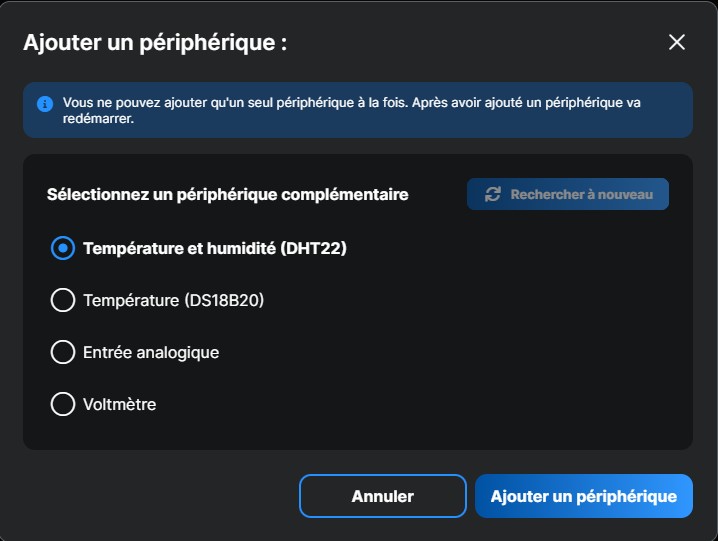 Ajouter un périphérique :
Vous ne pouvez ajouter qu'un seul périphérique à la fois. Après avoir ajouté un périphérique va
redémarrer.
Sélectionnez un périphérique complémentaire
Rechercher à nouveau
Température et humidité (DHT22)
Température (DS18B20)
Entrée analogique
Voltmètre
Annuler
Ajouter un périphérique